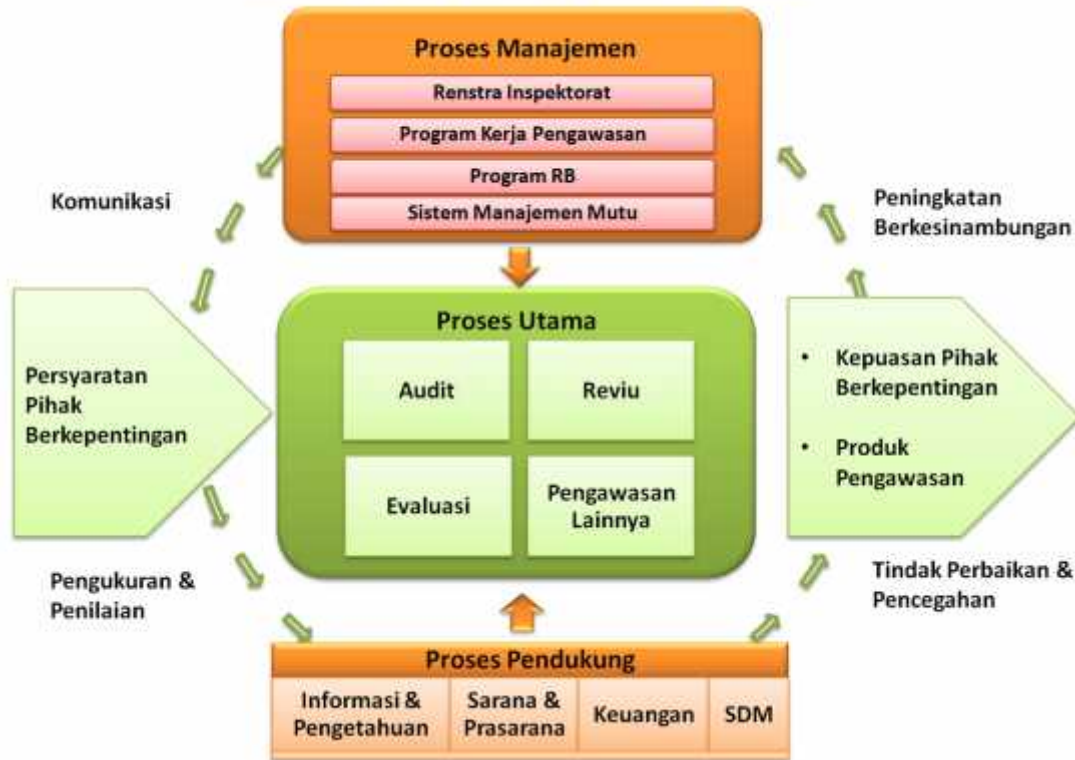 Proses Manajemen
Renstra Inspektorat
Program Kerja Pengawasan
Program RB
Sistem Manajemen Mutu
Komunikasi
Peningkatan
Berkesinambungan
Persyaratan
Pihak
Berkepentingan
Proses Utama
Audit
Reviu
Evaluasi
Pengawasan
Lainnya
• Kepuasan Pihak
Berkepentingan
• Produk
Pengawasan
Pengukuran &
Penilaian
Tindak Perbaikan &
Pencegahan
Proses Pendukung
Informasi &
Pengetahuan
Sarana &
Prasarana
Keuangan
SDM